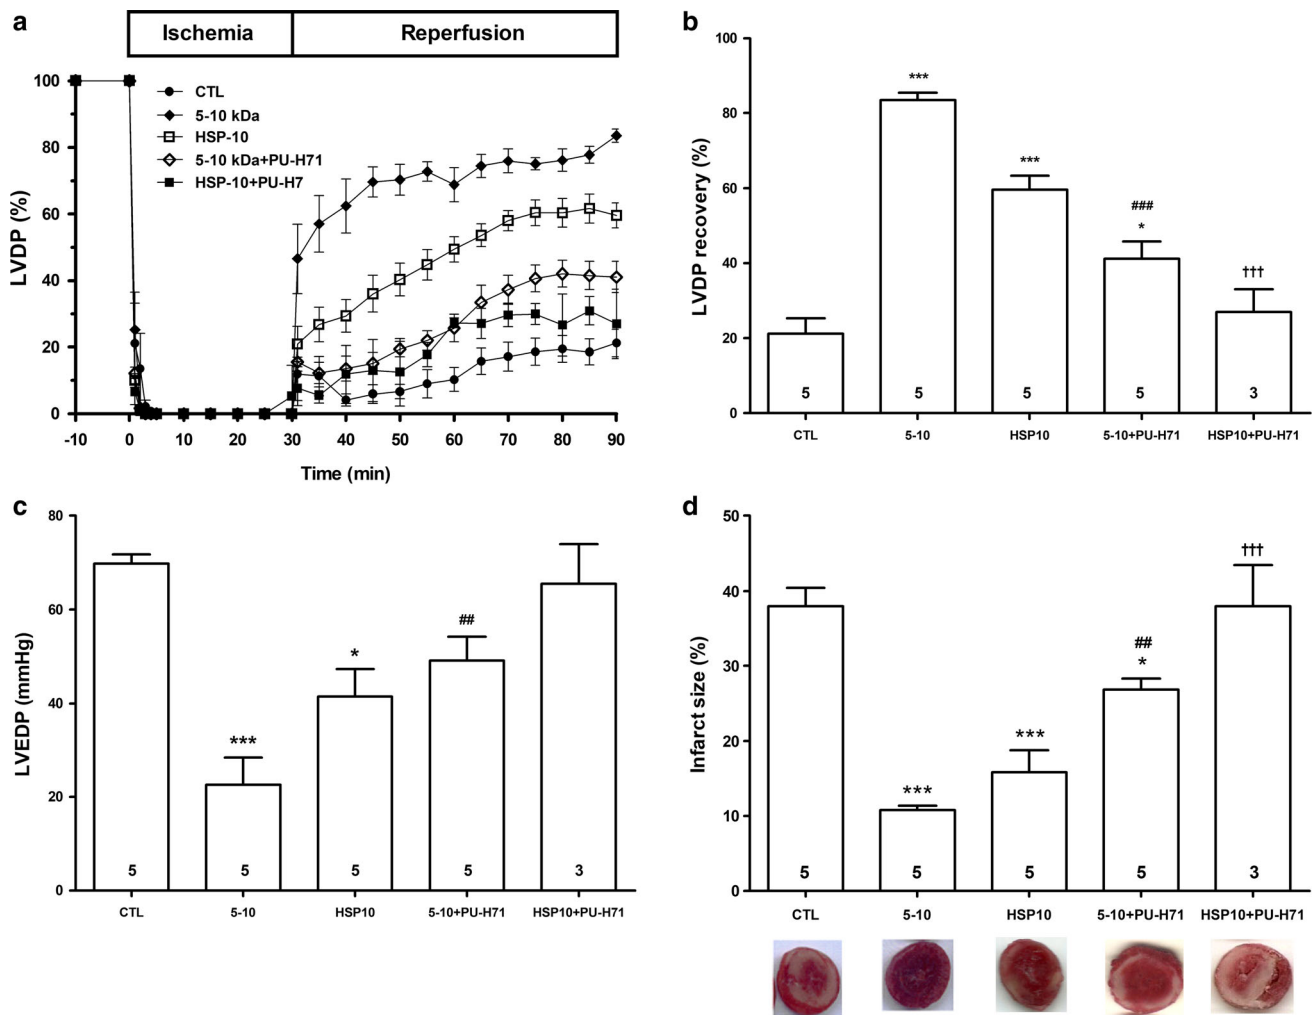 a
Ischemia
Reperfusion
LVDP (%)
100
80
60
40
20
0
CTL
5-10 kDa
HSP-10
5-10 kDa+PU-H71
HSP-10+PU-H7
-10 0 10 20 30 40 50 60 70 80 90
Time (min)
b
LVDP recovery (%)
100
80
60
40
20
0
***
***
###
*
†††
5 5 5 5 3
CTL 5-10 HSP10 5-10+PU-H71 HSP10+PU-H71
c
LVEDP (mmHg)
80
60
40
20
0
***
*
##
5 5 5 5 3
CTL 5-10 HSP10 5-10+PU-H71 HSP10+PU-H71
d
Infarct size (%)
50
40
30
20
10
0
***
***
##
*
†††
5 5 5 5 3
CTL 5-10 HSP10 5-10+PU-H71 HSP10+PU-H71